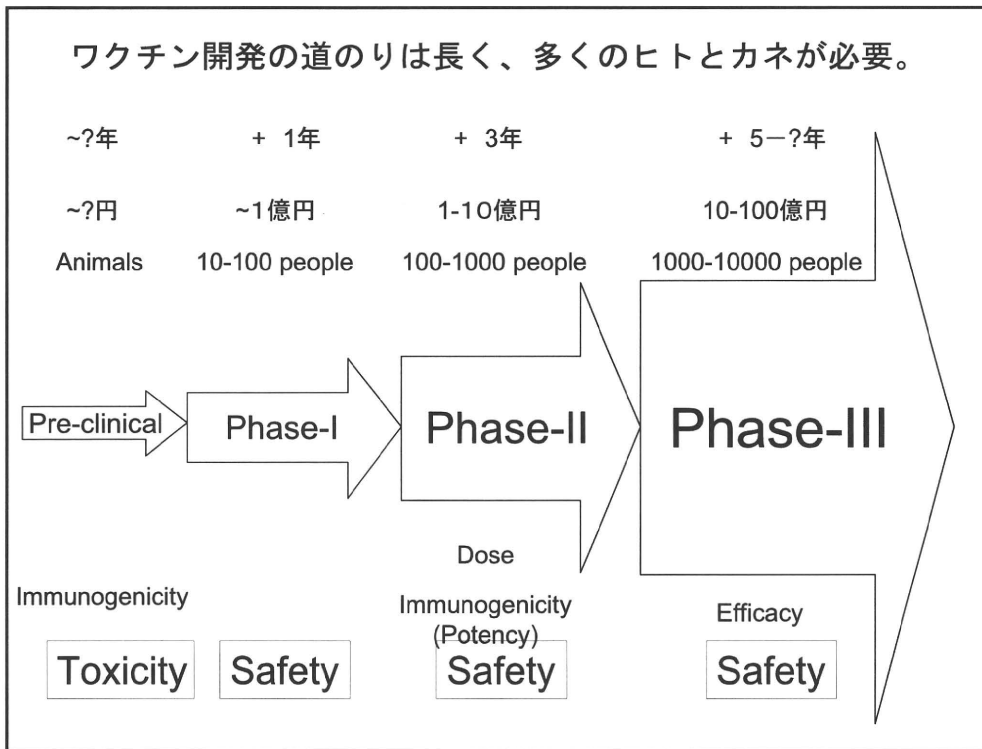 ワクチン開発の道のりは長く、多くのヒトとカネが必要。
~?年 + 1年 + 3年 + 5ー?年
~?円 ~1億円 1-10億円 10-100億円
Animals 10-100 people 100-1000 people 1000-10000 people
Pre-clinical Phase-I Phase-II Phase-III
Dose
Immunogenicity Immunogenicity Efficacy
(Potency)
Toxicity Safety Safety Safety